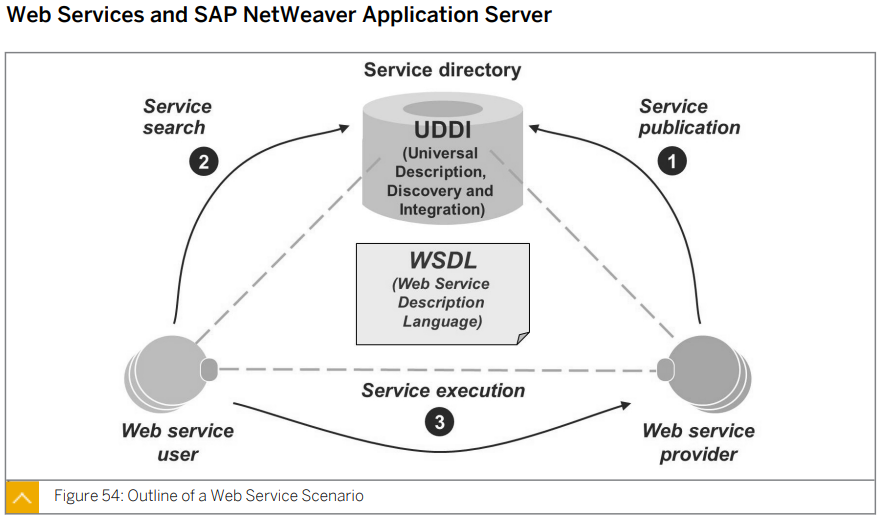 Web Services and SAP NetWeaver Application Server
Service directory
Service
search
2
UDDI
(Universal
Description,
Discovery and
Integration)
Service
publication
1
WSDL
(Web Service
Description
Language)
Service execution
3
Web service
user
Web service
provider
Figure 54: Outline of a Web Service Scenario